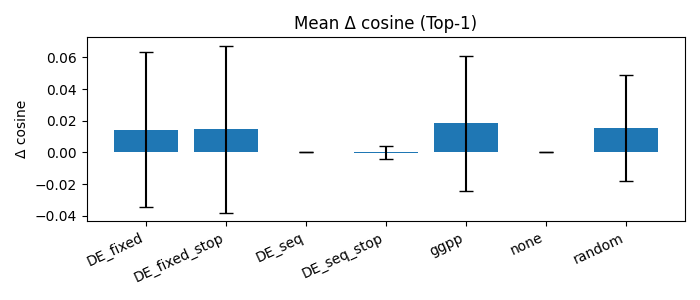 Mean Δ cosine (Top-1)
Δ cosine
0.06
0.04
0.02
0.00
−0.02
−0.04
DE_fixed
DE_fixed_stop
DE_seq
DE_seq_stop
ggpp
none
random